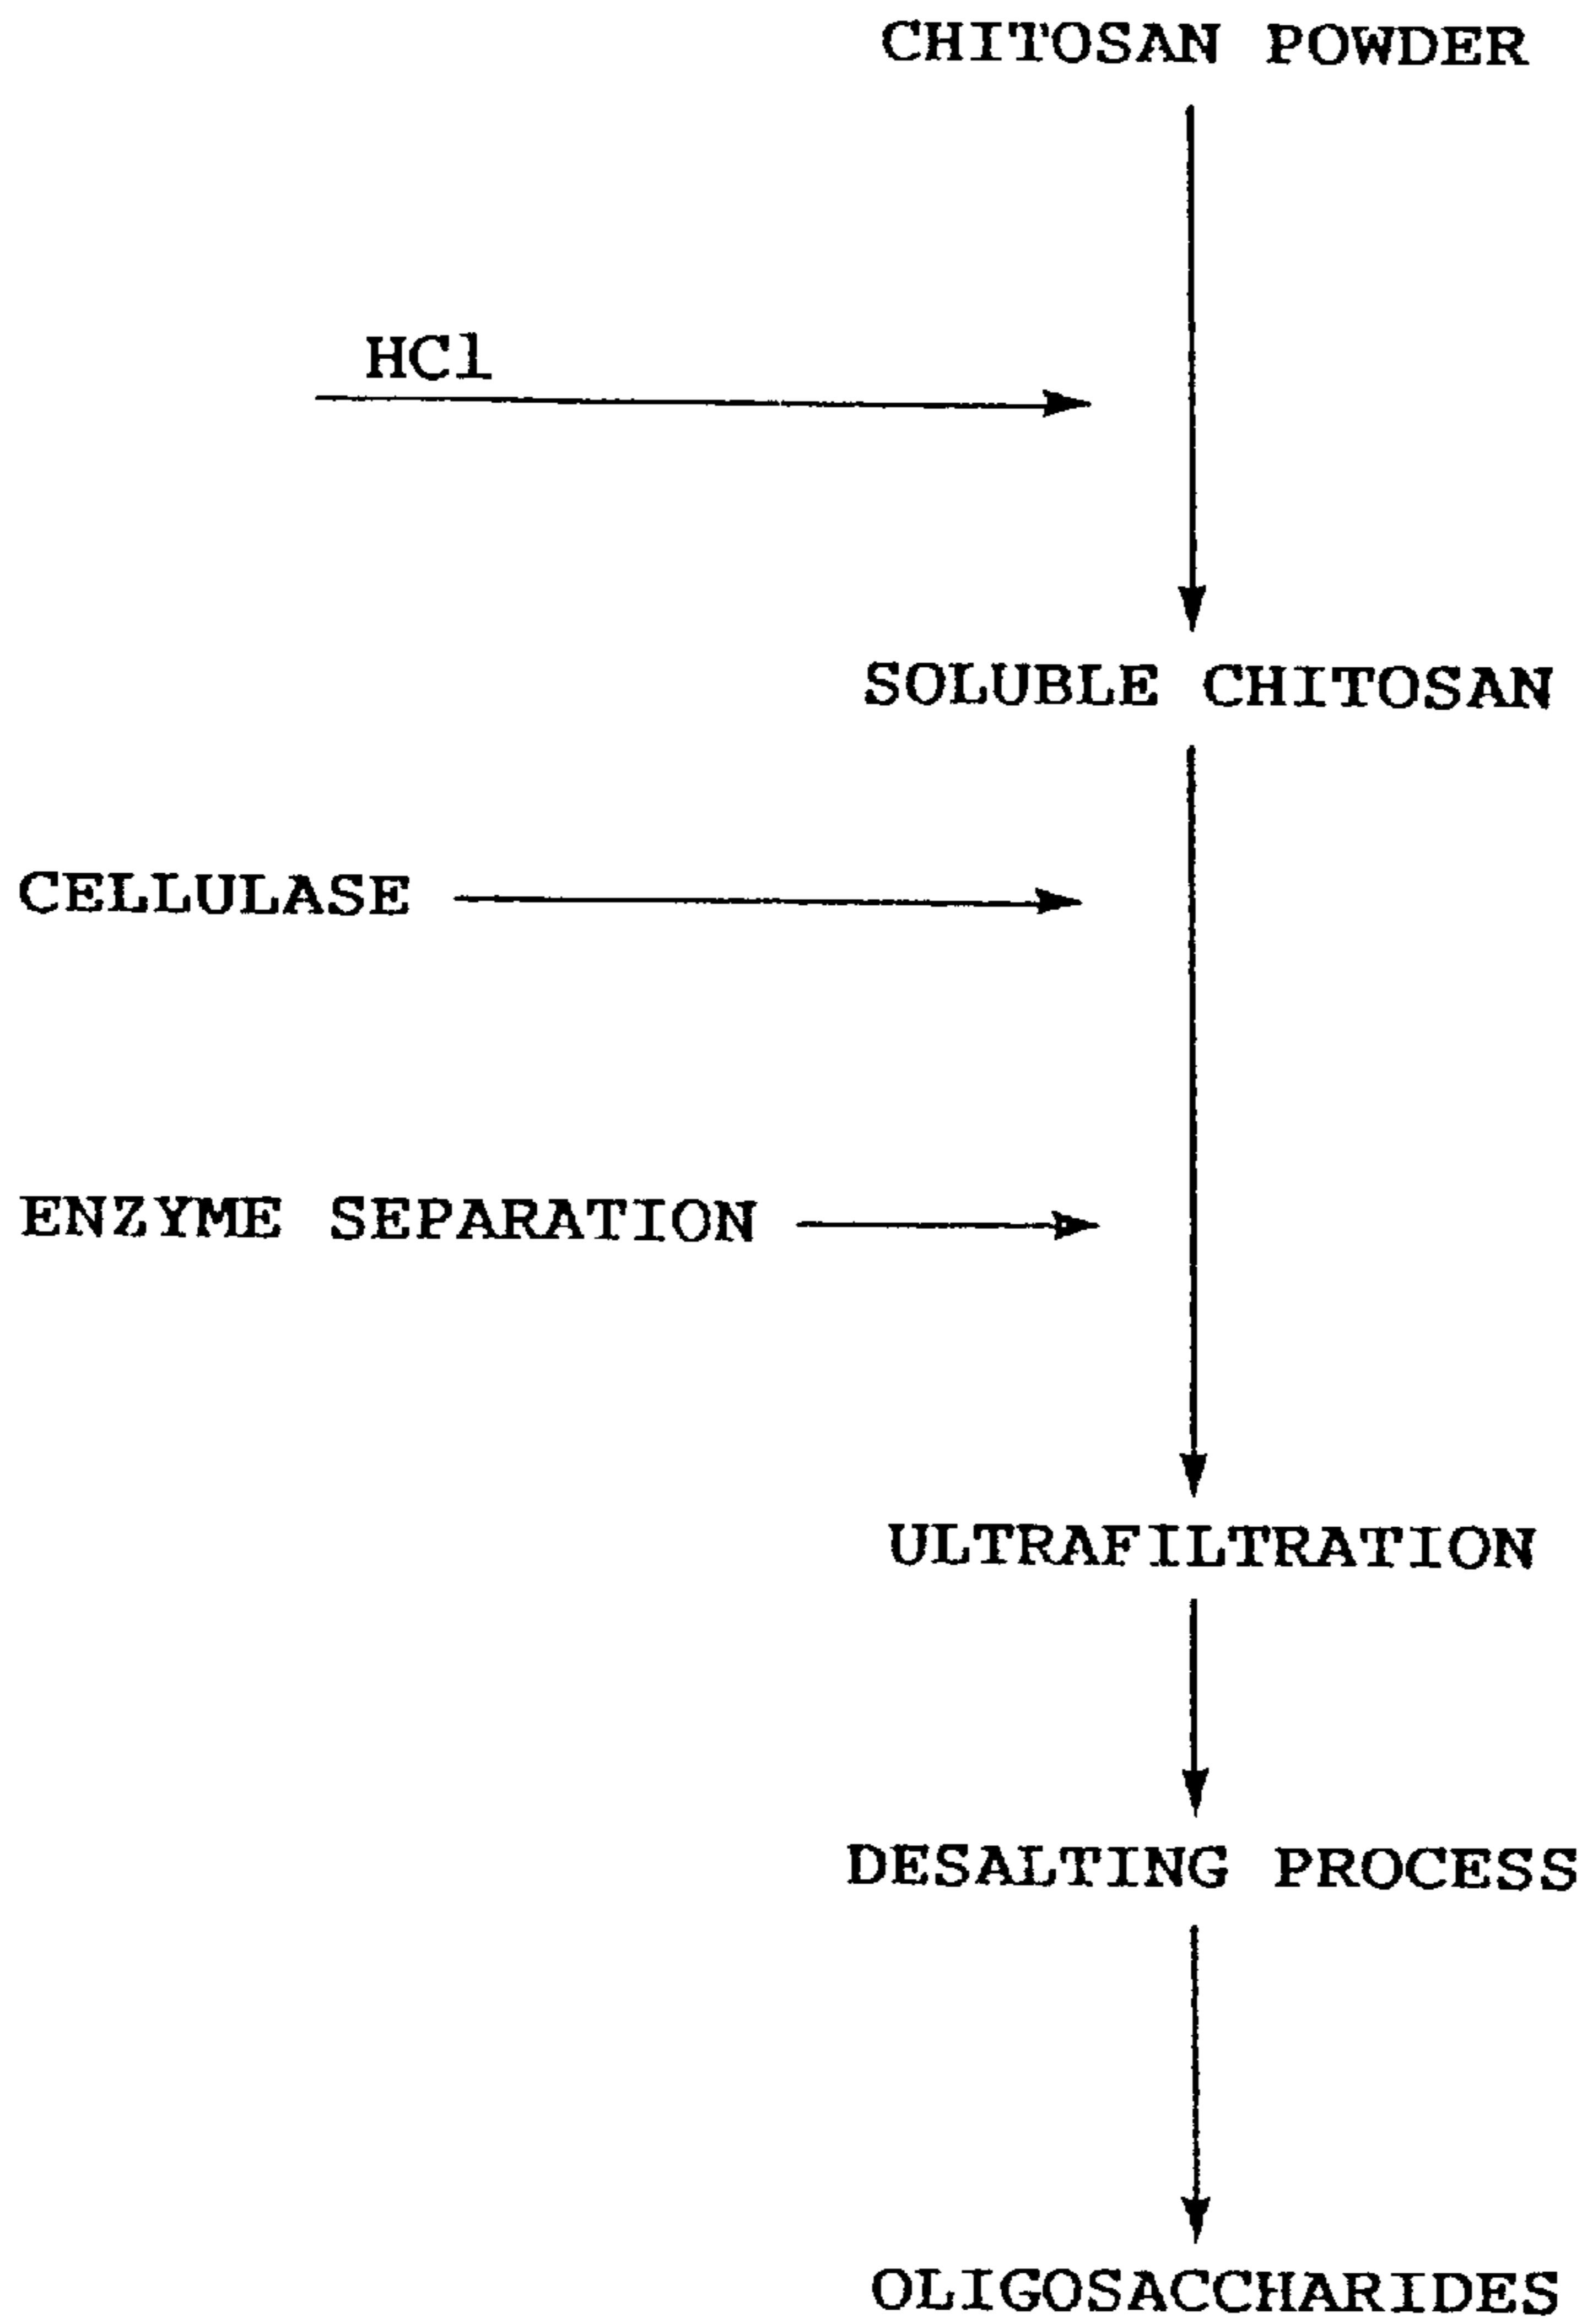 CHITOSAN POWDER
HCl
SOLUBLE CHITOSAN
CELLULASE
ENZYME SEPARATION
ULTRAFILTRATION
DESALTING PROCESS
OLIGOSACCHARIDES